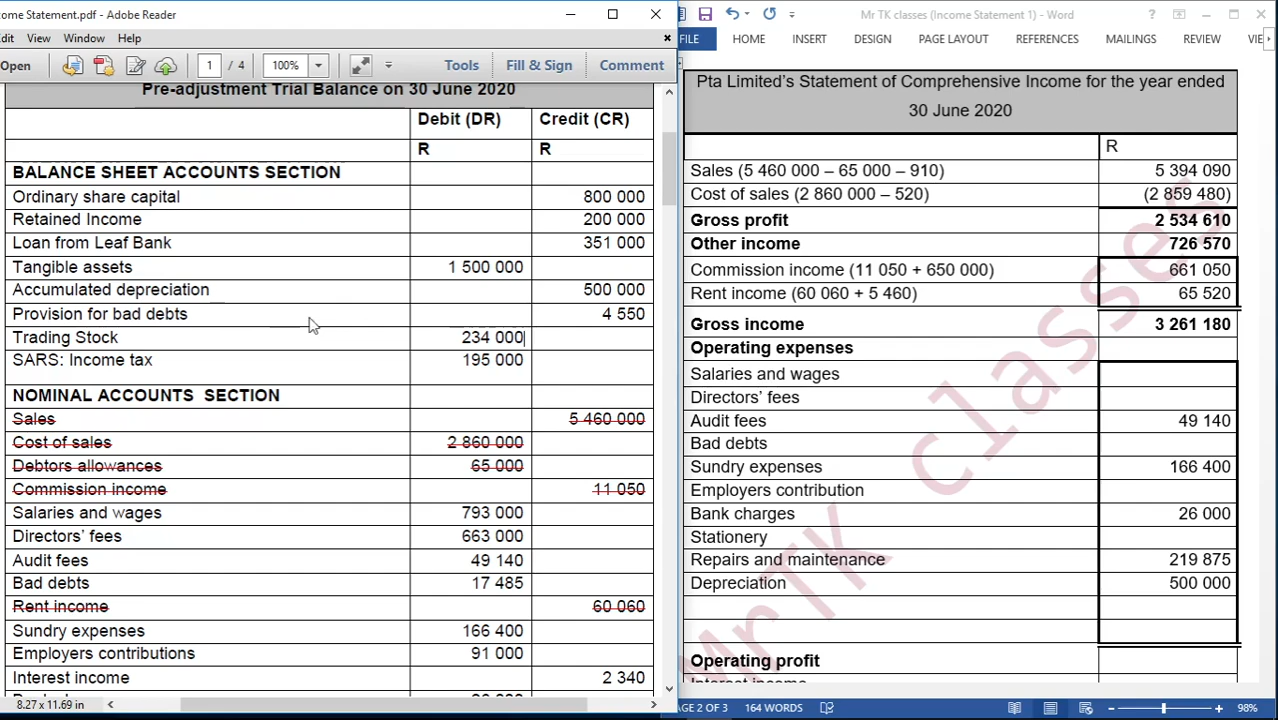 ome Statement.pdf - Adobe Reader
dit View Window Help
Open 1 / 4 100% Tools Fill & Sign Comment
Pre-adjustment Trial Balance on 30 June 2020
Debit (DR) Credit (CR)
R R
BALANCE SHEET ACCOUNTS SECTION
Ordinary share capital 800 000
Retained Income 200 000
Loan from Leaf Bank 351 000
Tangible assets 1 500 000
Accumulated depreciation 500 000
Provision for bad debts 4 550
Trading Stock 234 000
SARS: Income tax 195 000
NOMINAL ACCOUNTS SECTION
Sales 5 460 000
Cost of sales 2 860 000
Debtors allowances 65 000
Commission income 11 050
Salaries and wages 793 000
Directors' fees 663 000
Audit fees 49 140
Bad debts 17 485
Rent income 60 060
Sundry expenses 166 400
Employers contributions 91 000
Interest income 2 340
8.27 x 11.69 in
Mr TK classes (Income Statement 1) - Word
FILE HOME INSERT DESIGN PAGE LAYOUT REFERENCES MAILINGS REVIEW VIE
Pta Limited's Statement of Comprehensive Income for the year ended
30 June 2020
R
Sales (5 460 000 – 65 000 – 910) 5 394 090
Cost of sales (2 860 000 – 520) (2 859 480)
Gross profit 2 534 610
Other income 726 570
Commission income (11 050 + 650 000) 661 050
Rent income (60 060 + 5 460) 65 520
Gross income 3 261 180
Operating expenses
Salaries and wages
Directors' fees
Audit fees 49 140
Bad debts
Sundry expenses 166 400
Employers contribution
Bank charges 26 000
Stationery
Repairs and maintenance 219 875
Depreciation 500 000
Operating profit
Interest income
MrTK classes
PAGE 2 OF 3 164 WORDS 98%